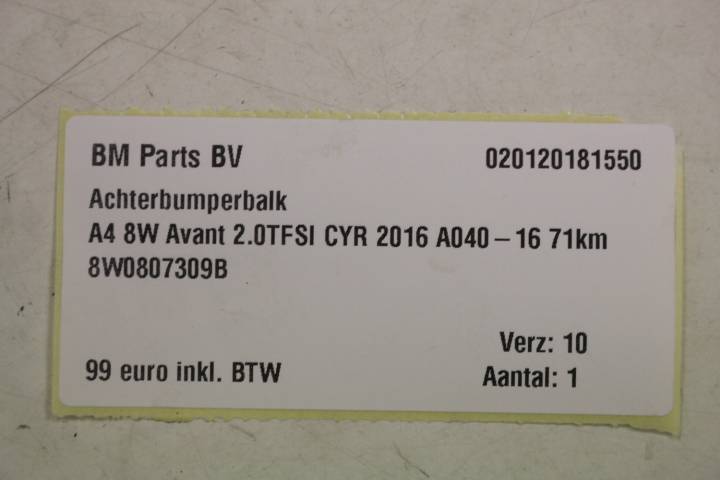 BM Parts BV 020120181550
Achterbumperbalk
A4 8W Avant 2.0TFSI CYR 2016 A040 – 16 71km
8W0807309B
Verz: 10
99 euro inkl. BTW Aantal: 1